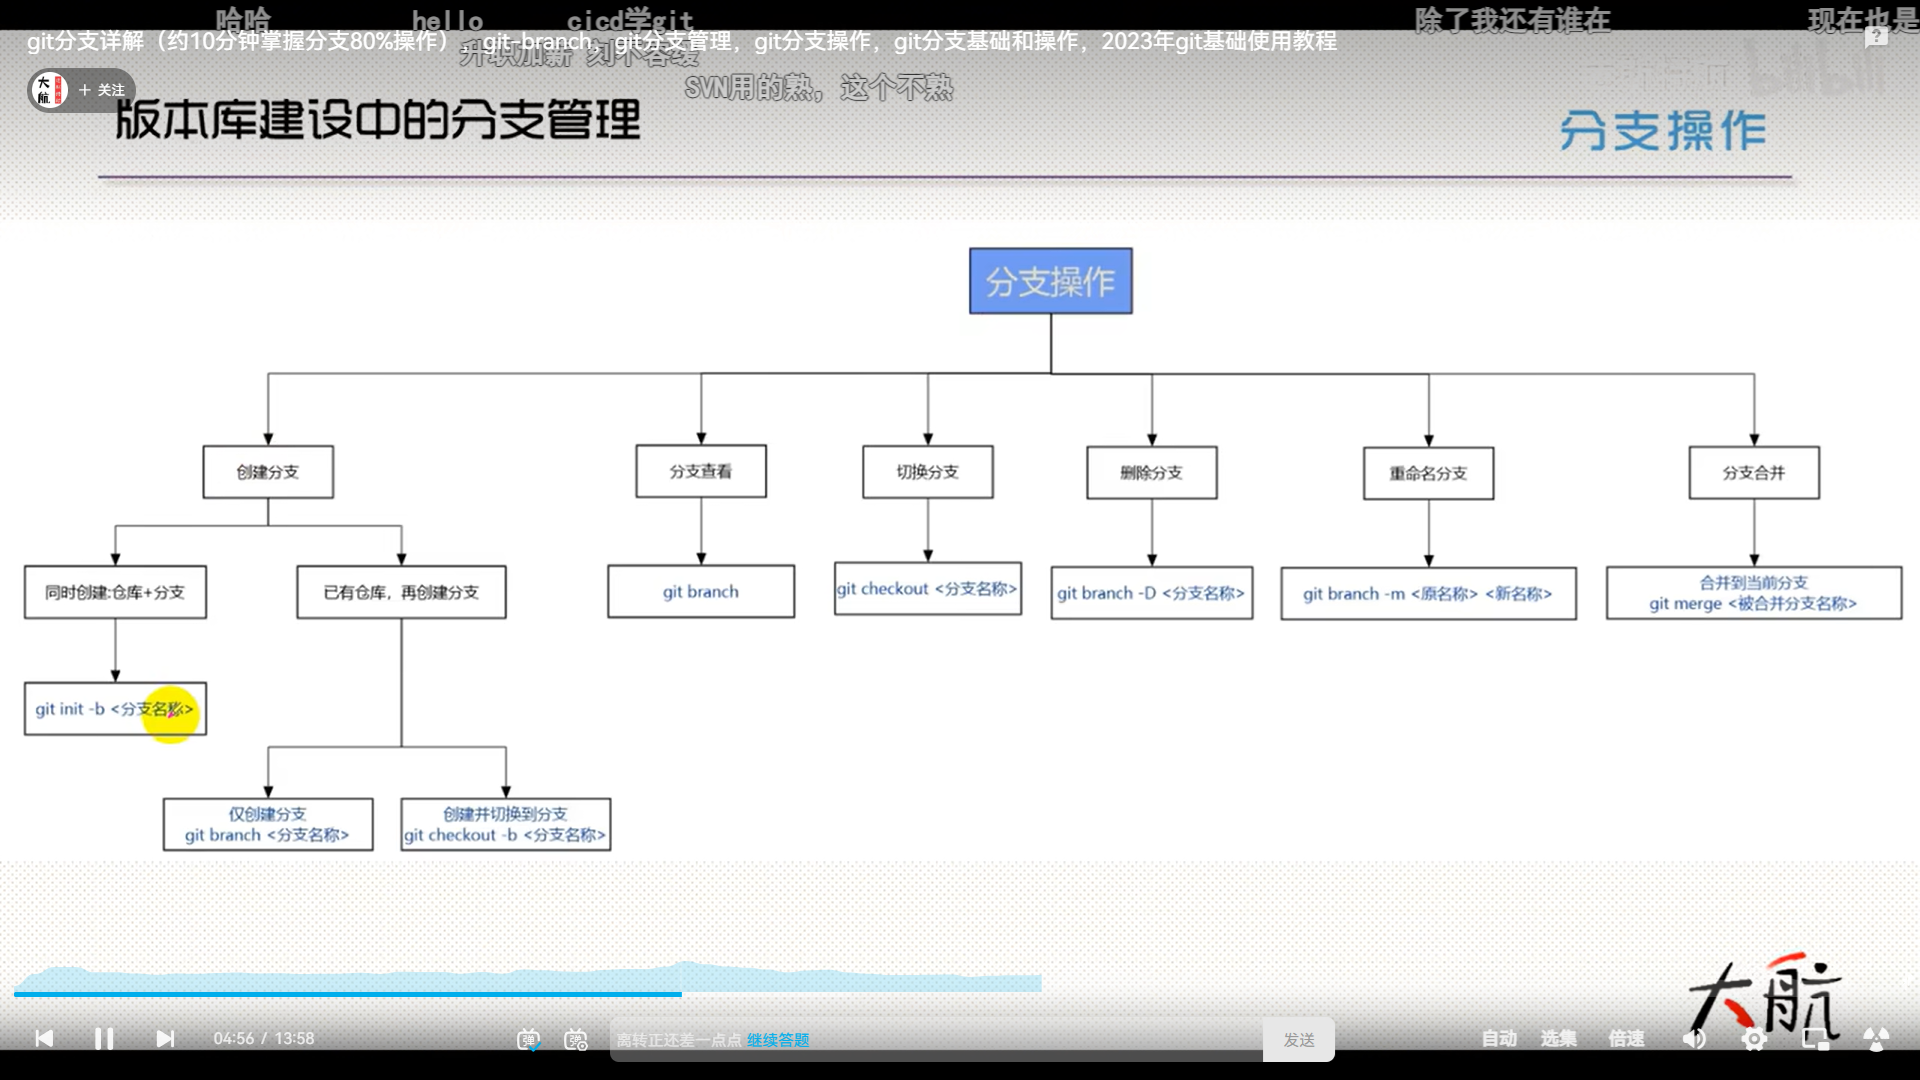 哈哈
hello
cicd学git
除了我还有谁在
现在也是
git分支详解（约10分钟掌握分支80%操作），git-branch，git分支管理，git分支操作，git分支基础和操作，2023年git基础使用教程
升职加薪 刻不容缓
大航
+ 关注
SVN用的熟，这个不熟
bilibili
版本库建设中的分支管理
分支操作
分支操作
创建分支
分支查看
切换分支
删除分支
重命名分支
分支合并
同时创建:仓库+分支
已有仓库，再创建分支
git branch
git checkout <分支名称>
git branch -D <分支名称>
git branch -m <原名称> <新名称>
合并到当前分支
git merge <被合并分支名称>
git init -b <分支名称>
仅创建分支
git branch <分支名称>
创建并切换到分支
git checkout -b <分支名称>
大航
04:56 / 13:58
弹
弹
离转正还差一点点 继续答题
发送
自动
选集
倍速